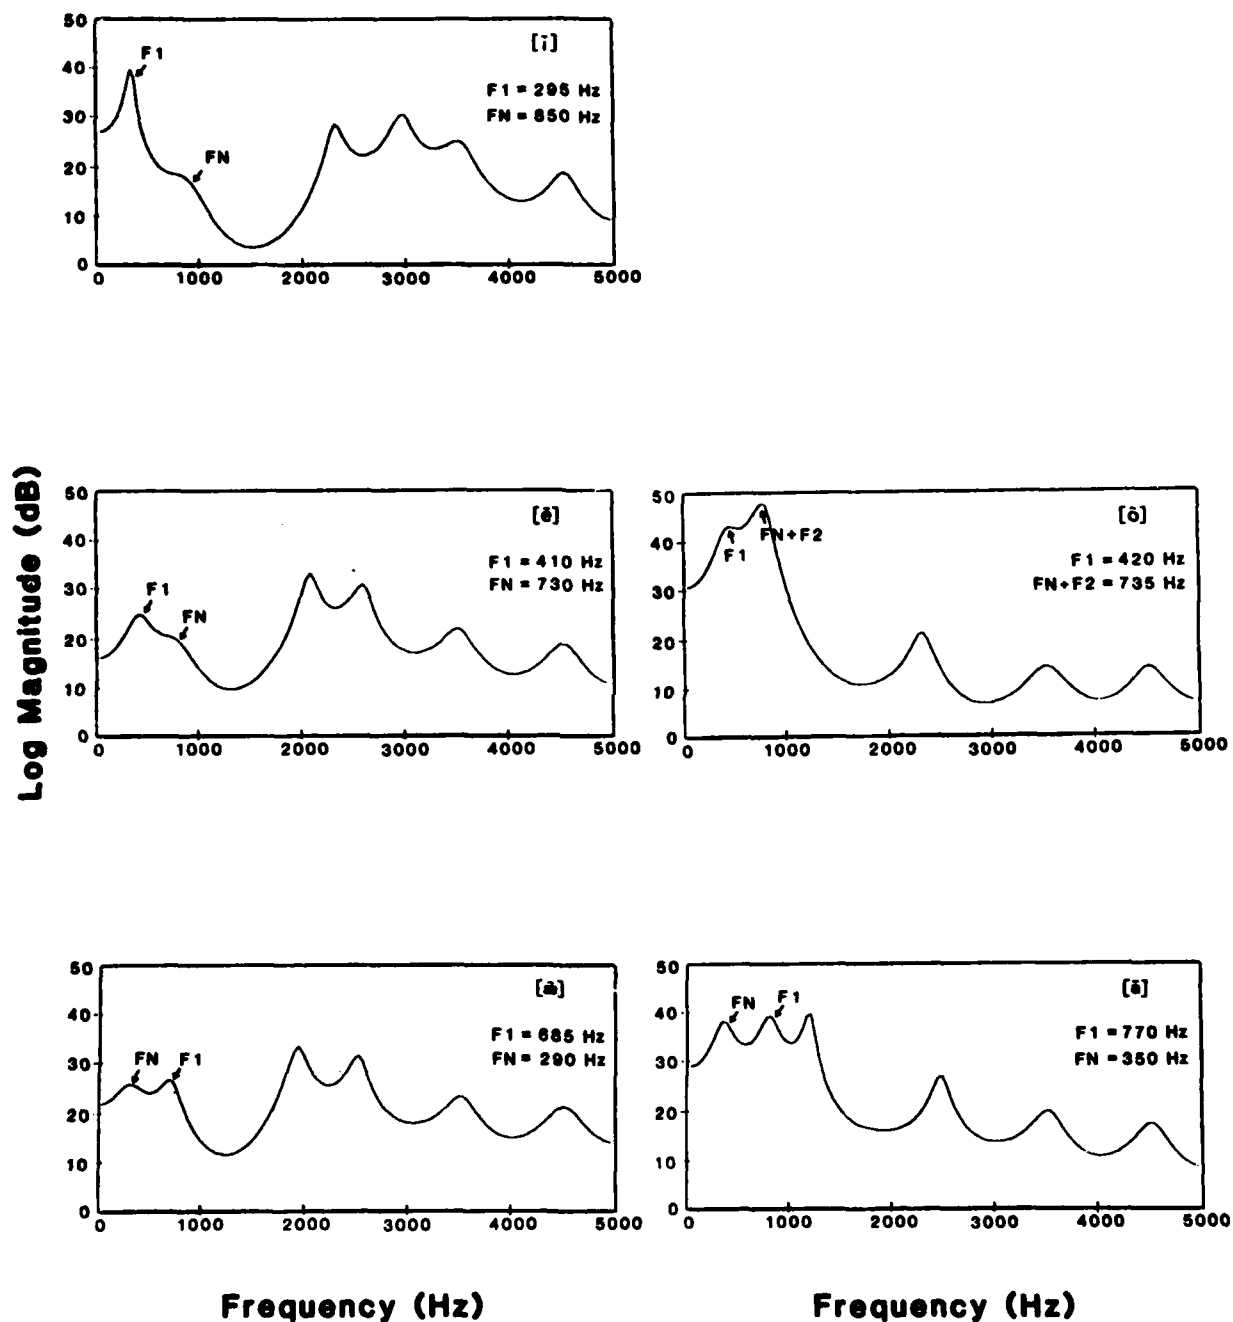 50
40
30
20
10
0
F1
FN
[ĩ]
F1 = 295 Hz
FN = 850 Hz
0 1000 2000 3000 4000 5000
Log Magnitude (dB)
50
40
30
20
10
0
F1
FN
[ẽ]
F1 = 410 Hz
FN = 730 Hz
0 1000 2000 3000 4000 5000
50
40
30
20
10
0
F1
FN+F2
[õ]
F1 = 420 Hz
FN+F2 = 735 Hz
0 1000 2000 3000 4000 5000
50
40
30
20
10
0
FN F1
[æ̃]
F1 = 685 Hz
FN = 290 Hz
0 1000 2000 3000 4000 5000
50
40
30
20
10
0
FN F1
[ã]
F1 = 770 Hz
FN = 350 Hz
0 1000 2000 3000 4000 5000
Frequency (Hz)
Frequency (Hz)